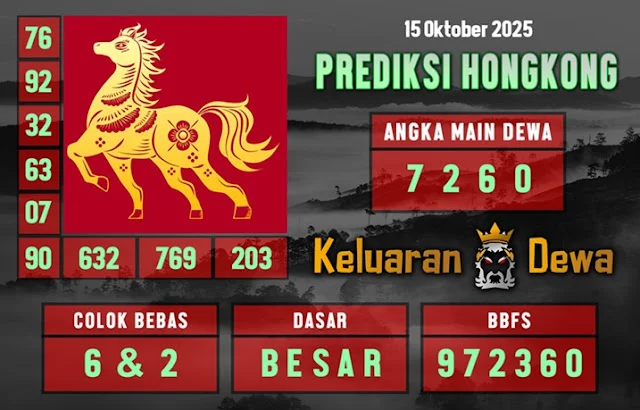 15 Oktober 2025
PREDIKSI HONGKONG
76
92
32
63
07
90 632 769 203
ANGKA MAIN DEWA
7 2 6 0
Keluaran Dewa
COLOK BEBAS
6 & 2
DASAR
BESAR
BBFS
972360